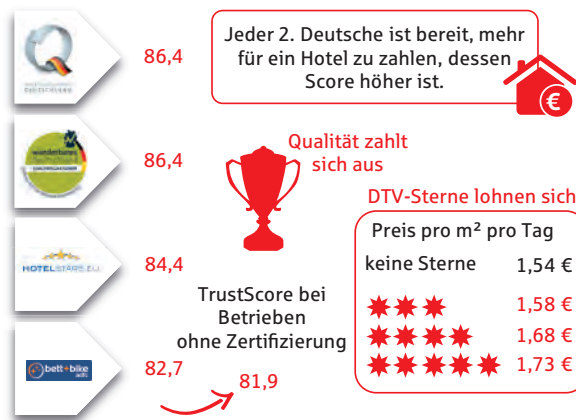 Q
86,4
Jeder 2. Deutsche ist bereit, mehr
für ein Hotel zu zahlen, dessen
Score höher ist.
€
wanderbares
Deutschland
86,4
Qualität zahlt
sich aus
HOTELSTARS.EU
84,4
DTV-Sterne lohnen sich
Preis pro m² pro Tag
keine Sterne 1,54 €
1,58 €
1,68 €
1,73 €
TrustScore bei
Betrieben
ohne Zertifizierung
81,9
bett+bike
82,7